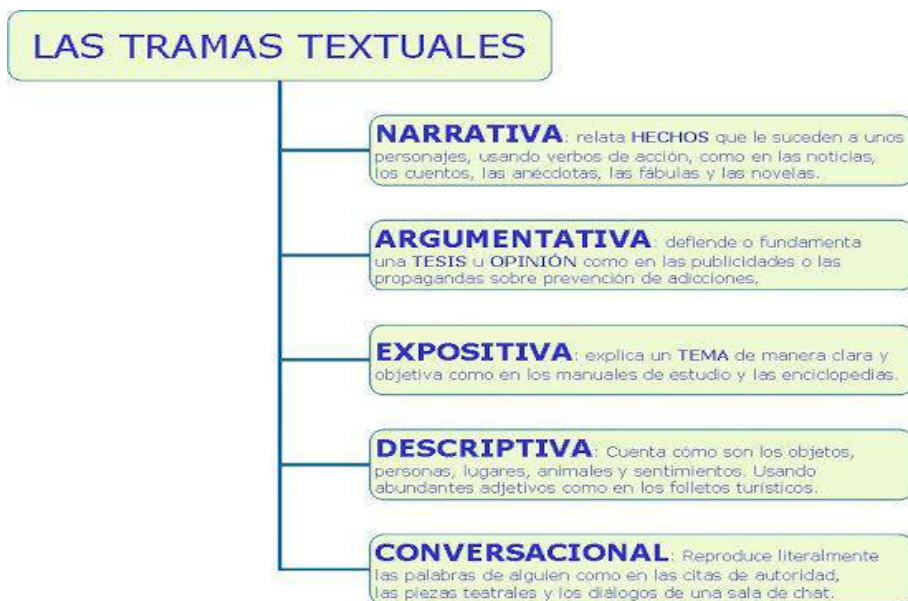 LAS TRAMAS TEXTUALES
NARRATIVA: relata HECHOS que le suceden a unos
personajes, usando verbos de acción, como en las noticias,
los cuentos, las anécdotas, las fábulas y las novelas.
ARGUMENTATIVA: defiende o fundamenta
una TESIS u OPINIÓN como en las publicidades o las
propagandas sobre prevención de adicciones.
EXPOSITIVA: explica un TEMA de manera clara y
objetiva como en los manuales de estudio y las enciclopedias.
DESCRIPTIVA: Cuenta cómo son los objetos,
personas, lugares, animales y sentimientos. Usando
abundantes adjetivos como en los folletos turísticos.
CONVERSACIONAL: Reproduce literalmente
las palabras de alguien como en las citas de autoridad,
las piezas teatrales y los diálogos de una sala de chat.